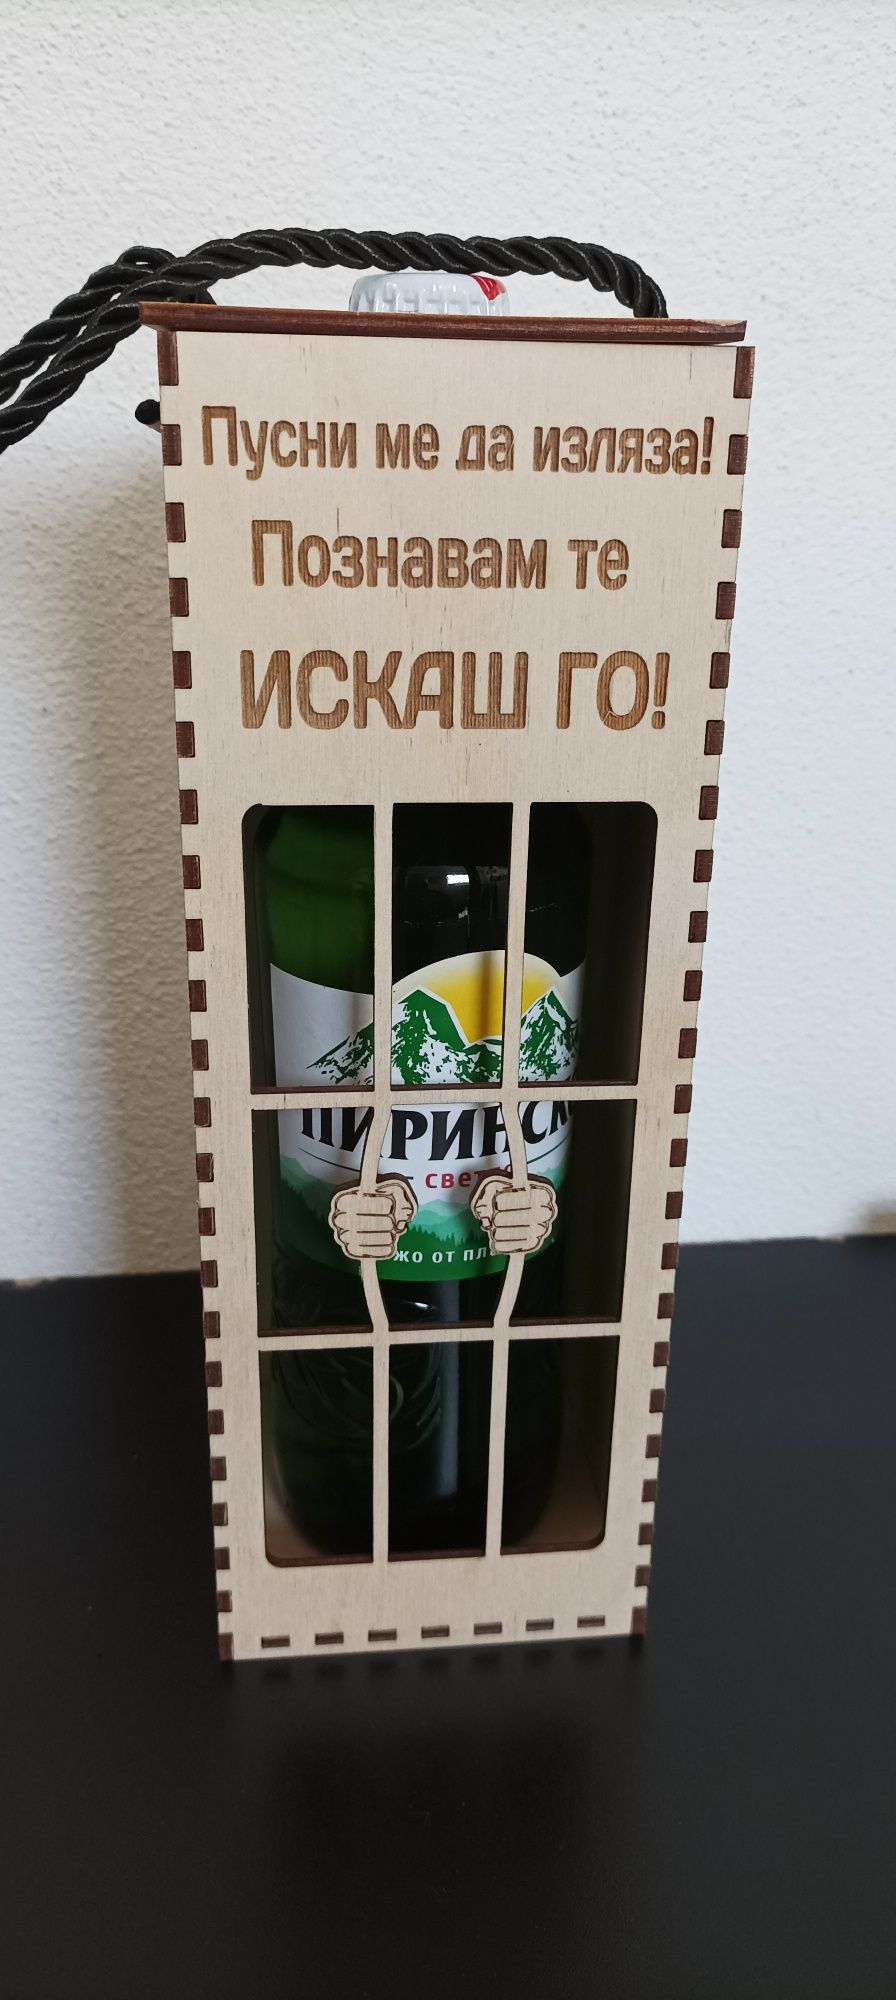 Пусни ме да изляза!
Познавам те
ИСКАШ ГО!